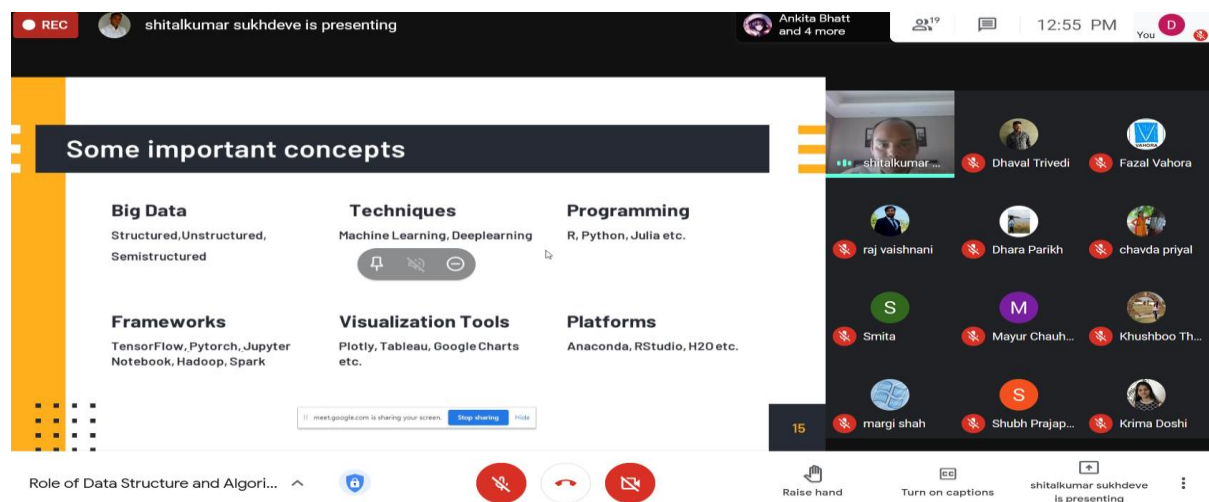 REC
shitalkumar sukhdeve is presenting
Ankita Bhatt
and 4 more
19
12:55 PM
You
D
Some important concepts
Big Data
Structured,Unstructured,
Semistructured
Techniques
Machine Learning, Deeplearning
Programming
R, Python, Julia etc.
Frameworks
TensorFlow, Pytorch, Jupyter
Notebook, Hadoop, Spark
Visualization Tools
Plotly, Tableau, Google Charts
etc.
Platforms
Anaconda, RStudio, H2O etc.
meet.google.com is sharing your screen.
Stop sharing
Hide
15
shitalkumar ...
Dhaval Trivedi
VAHORA
Fazal Vahora
raj vaishnani
Dhara Parikh
chavda priyal
S
Smita
M
Mayur Chauh...
Khushboo Th...
margi shah
S
Shubh Prajap...
Krima Doshi
Role of Data Structure and Algori...
Raise hand
CC
Turn on captions
shitalkumar sukhdeve
is presenting